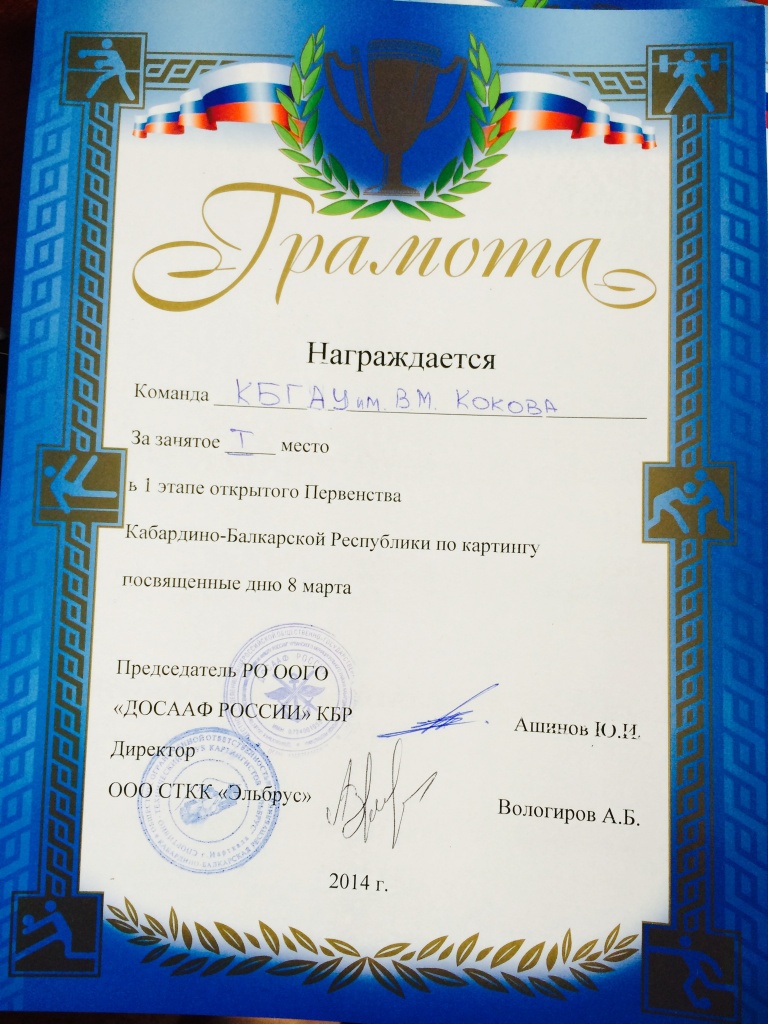 Грамота
Награждается
Команда КБГАУ им. В.М. КОКОВА
За занятое I место
в 1 этапе открытого Первенства
Кабардино-Балкарской Республики по картингу
посвященные дню 8 марта
Председатель РО ООГО
«ДОСААФ РОССИИ» КБР
Ашинов Ю.И.
Директор
ООО СТКК «Эльбрус»
Вологиров А.Б.
2014 г.